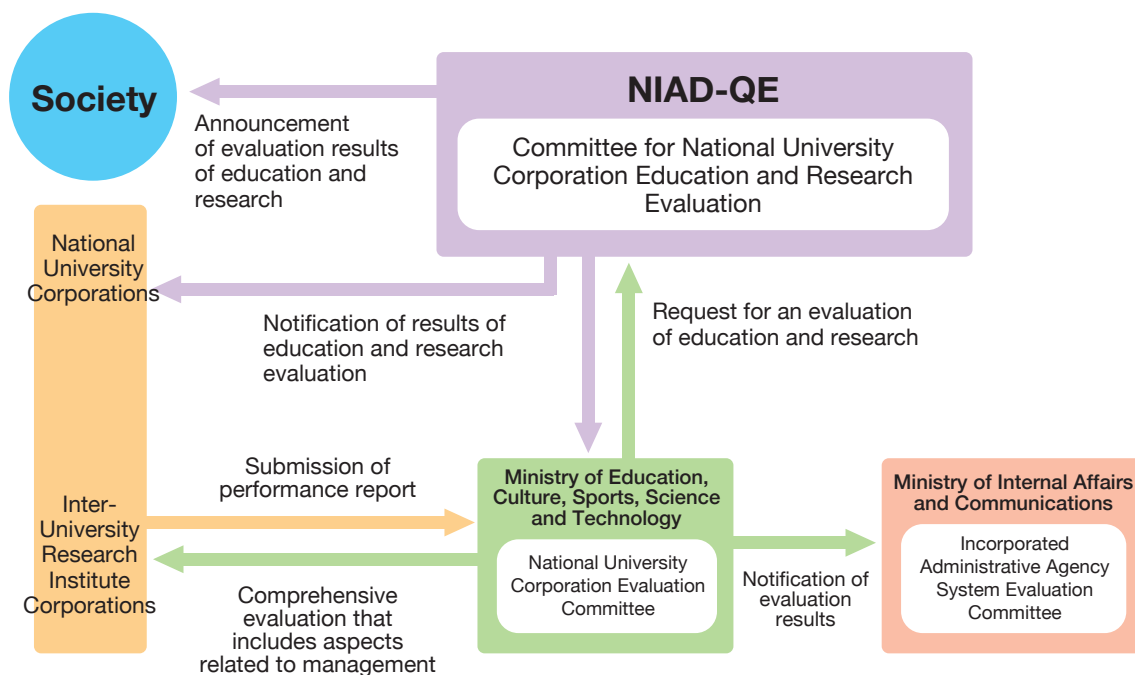 Society
NIAD-QE
Committee for National University
Corporation Education and Research
Evaluation
Announcement
of evaluation results
of education and
research
National
University
Corporations
Notification of results of
education and research
evaluation
Request for an evaluation
of education and research
Submission of
performance report
Inter-
University
Research
Institute
Corporations
Comprehensive
evaluation that
includes aspects
related to management
Ministry of Education,
Culture, Sports, Science
and Technology
National University
Corporation Evaluation
Committee
Notification of
evaluation
results
Ministry of Internal Affairs
and Communications
Incorporated
Administrative Agency
System Evaluation
Committee